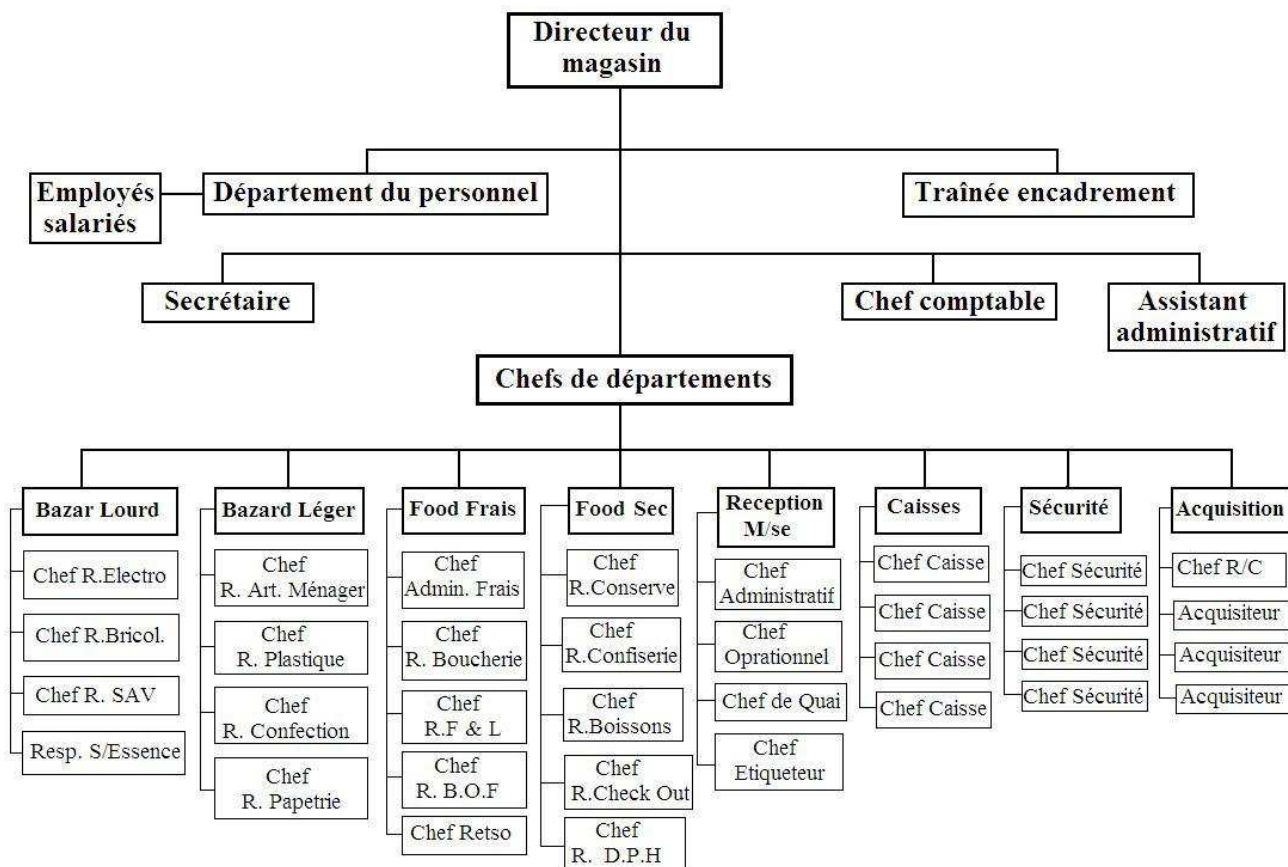 Directeur du
magasin
Employés
salariés
Département du personnel
Traînée encadrement
Secrétaire
Chef comptable
Assistant
administratif
Chefs de départements
Bazar Lourd
Chef R.Electro
Chef R.Bricol.
Chef R. SAV
Resp. S/Essence
Bazard Léger
Chef
R. Art. Ménager
Chef
R. Plastique
Chef
R. Confection
Chef
R. Papetrie
Food Frais
Chef
Admin. Frais
Chef
R. Boucherie
Chef
R.F & L
Chef
R. B.O.F
Chef Retso
Food Sec
Chef
R.Conserve
Chef
R.Confiserie
Chef
R.Boissons
Chef
R.Check Out
Chef
R. D.P.H
Reception
M/se
Chef
Administratif
Chef
Oprationnel
Chef de Quai
Chef
Etiqueteur
Caisses
Chef Caisse
Chef Caisse
Chef Caisse
Chef Caisse
Sécurité
Chef Sécurité
Chef Sécurité
Chef Sécurité
Chef Sécurité
Acquisition
Chef R/C
Acquisiteur
Acquisiteur
Acquisiteur